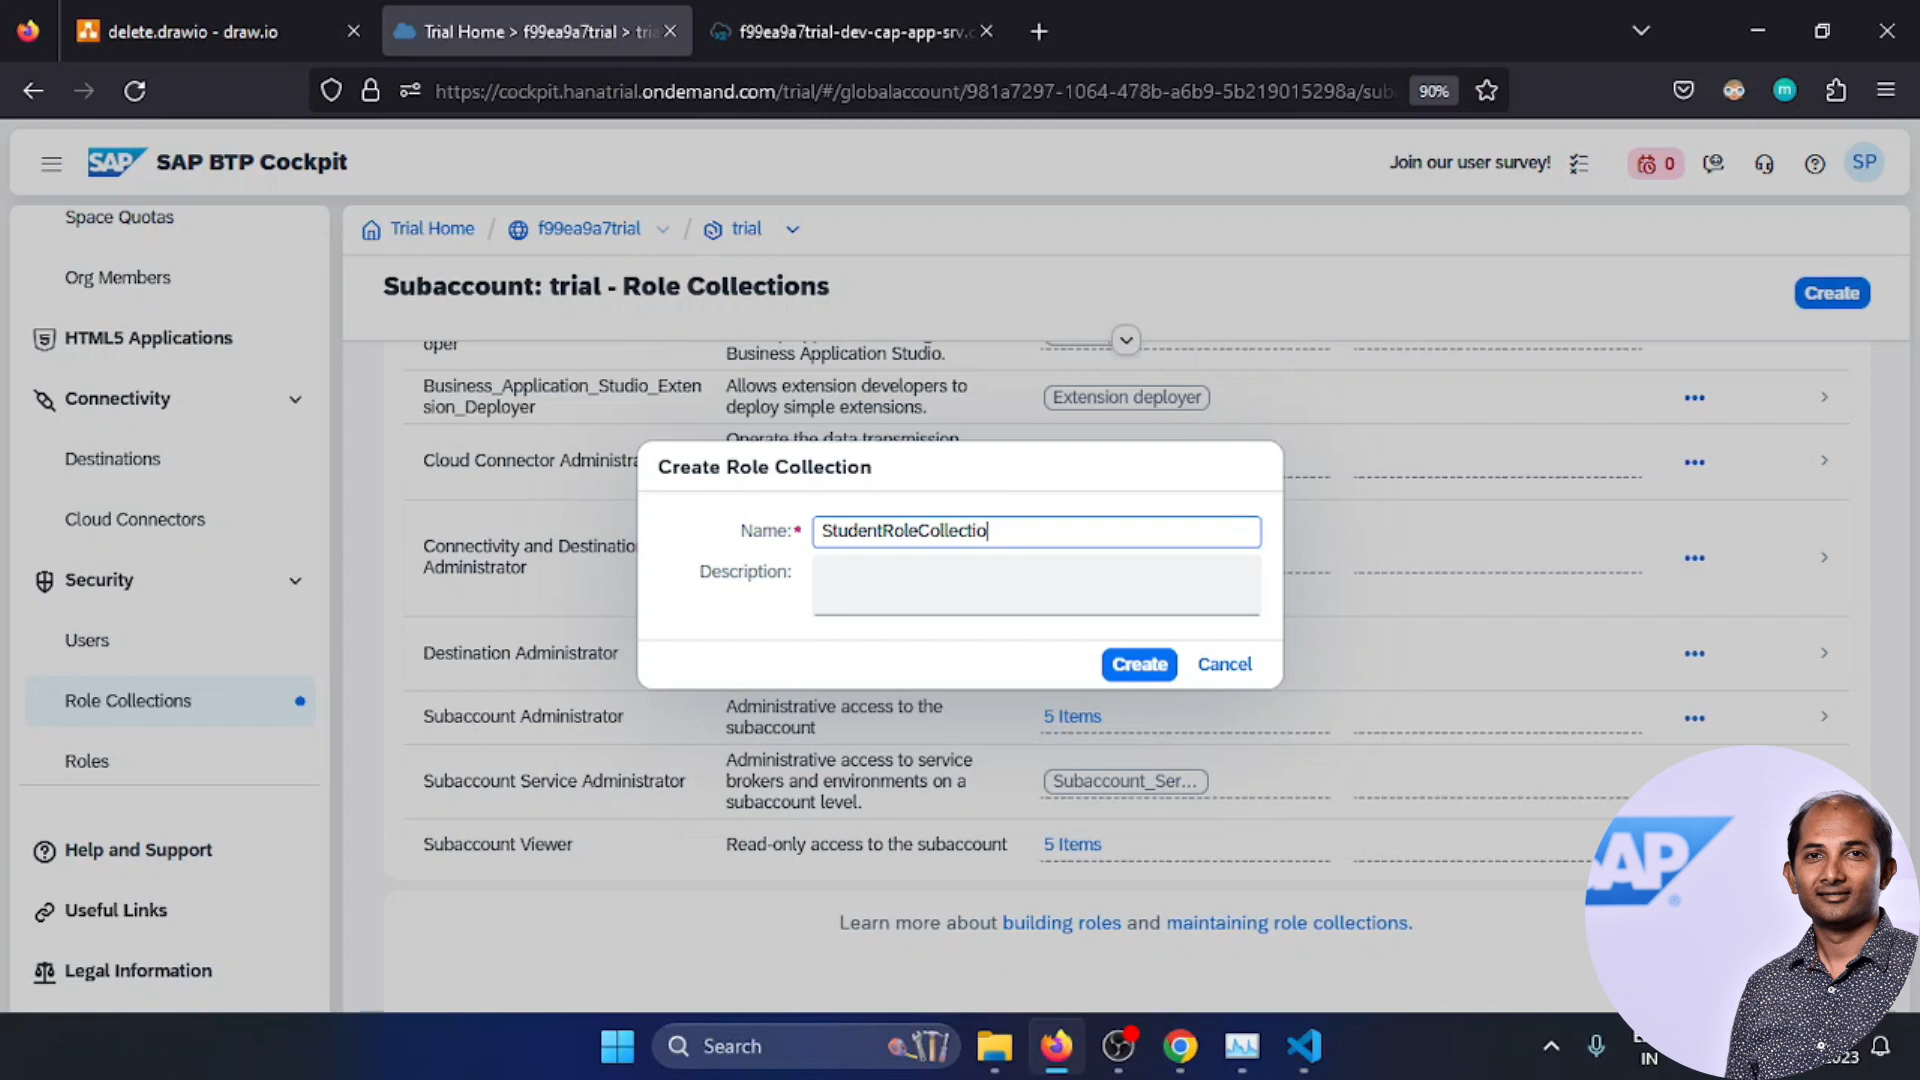 delete.drawio - draw.io
Trial Home > f99ea9a7trial > tria
f99ea9a7trial-dev-cap-app-srv.c
https://cockpit.hanatrial.ondemand.com/trial/#/globalaccount/981a7297-1064-478b-a6b9-5b219015298a/sub
90%
m
SAP
SAP BTP Cockpit
Join our user survey!
0
SP
Space Quotas
Org Members
HTML5 Applications
Connectivity
Destinations
Cloud Connectors
Security
Users
Role Collections
Roles
Help and Support
Useful Links
Legal Information
Trial Home / f99ea9a7trial / trial
Subaccount: trial - Role Collections
Create
oper
Business Application Studio.
Business_Application_Studio_Exten
sion_Deployer
Allows extension developers to
deploy simple extensions.
Extension deployer
Cloud Connector Administra
Operate the data transmission
Connectivity and Destination
Administrator
Destination Administrator
Create Role Collection
Name:*
StudentRoleCollectio
Description:
Create
Cancel
Subaccount Administrator
Administrative access to the
subaccount
5 Items
Subaccount Service Administrator
Administrative access to service
brokers and environments on a
subaccount level.
Subaccount_Ser...
Subaccount Viewer
Read-only access to the subaccount
5 Items
Learn more about building roles and maintaining role collections.
SAP
Search
IN
2023